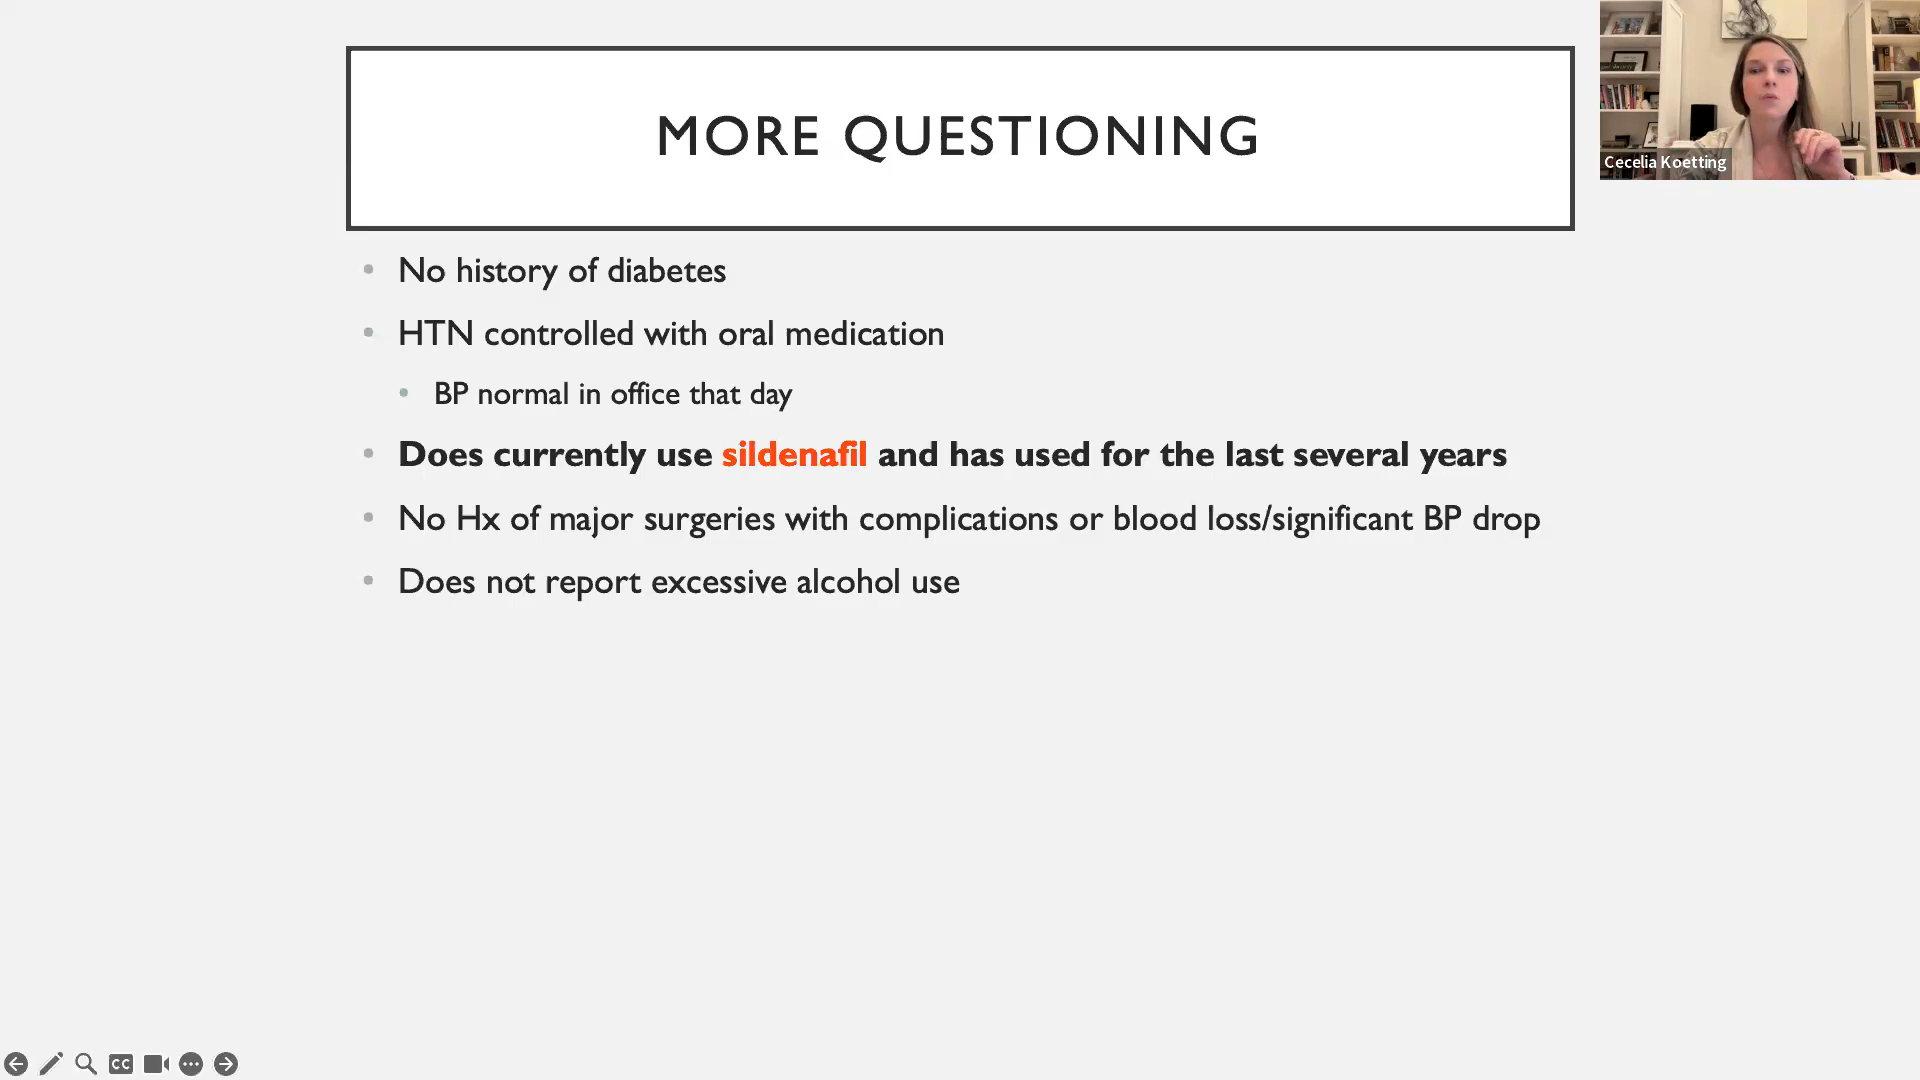 MORE QUESTIONING
Cecelia Koetting
• No history of diabetes
• HTN controlled with oral medication
• BP normal in office that day
• Does currently use sildenafil and has used for the last several years
• No Hx of major surgeries with complications or blood loss/significant BP drop
• Does not report excessive alcohol use
CC